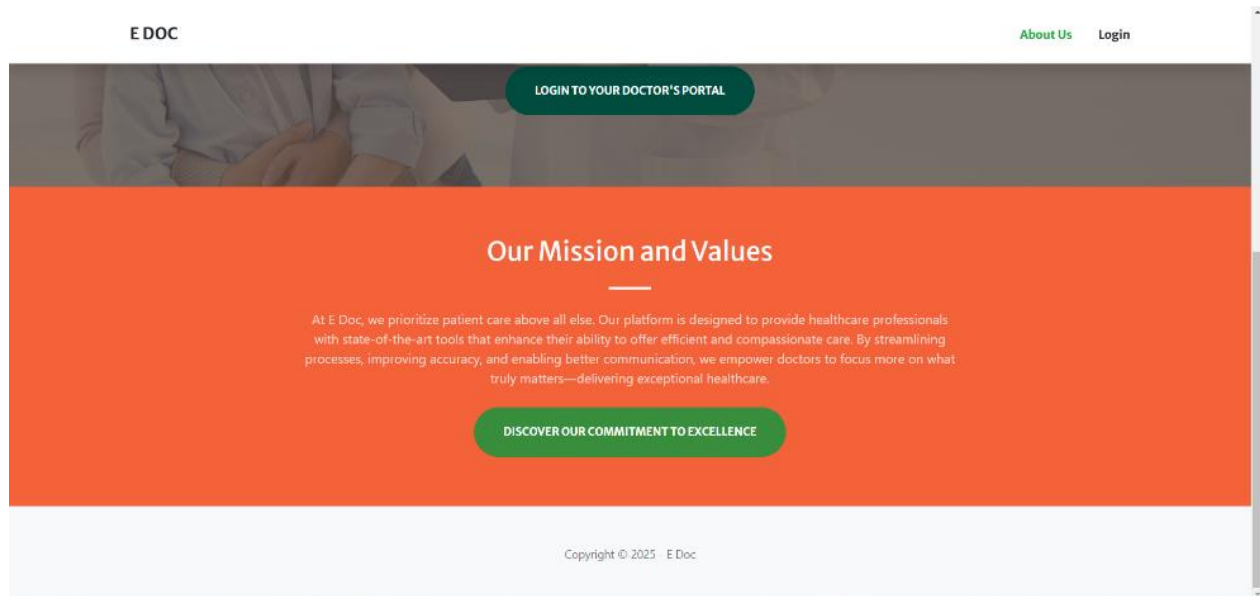 E DOC
About Us
Login
LOGIN TO YOUR DOCTOR'S PORTAL
Our Mission and Values
At E Doc, we prioritize patient care above all else. Our platform is designed to provide healthcare professionals
with state-of-the-art tools that enhance their ability to offer efficient and compassionate care. By streamlining
processes, improving accuracy, and enabling better communication, we empower doctors to focus more on what
truly matters—delivering exceptional healthcare.
DISCOVER OUR COMMITMENT TO EXCELLENCE
Copyright © 2025 - E Doc